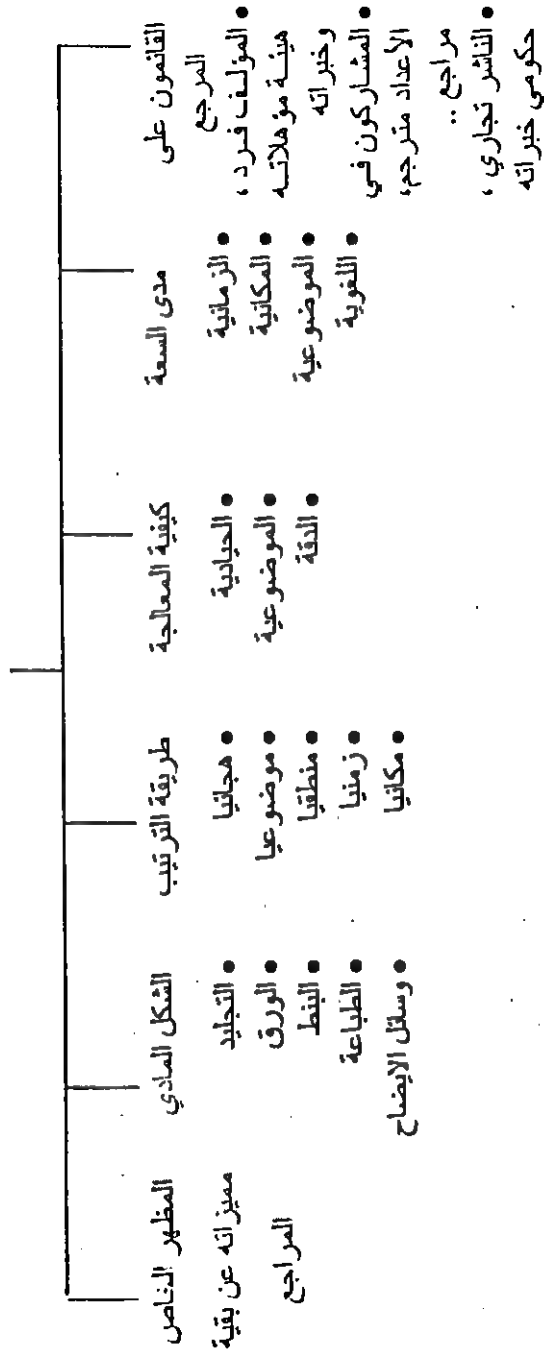 القائمون على
المرجع
• المؤلف فرد ،
هيئة مؤهلاته
وخبراته
• المشاركون في
الأعداد مترجم،
مراجع ..
• الناشر تجاري ،
حكومي خبراته
مدى السعة
• الزمانية
• المكانية
• الموضوعية
• اللغوية
كيفية المعالجة
• الحيادية
• الموضوعية
• الدقة
طريقة الترتيب
• هجائيا
• موضوعيا
• منطقيا
• زمنيا
• مكانيا
الشكل المادي
• التجليد
• الورق
• البنط
• الطباعة
• وسائل الايضاح
المظهر الخاص
مميزاته عن بقية
المراجع